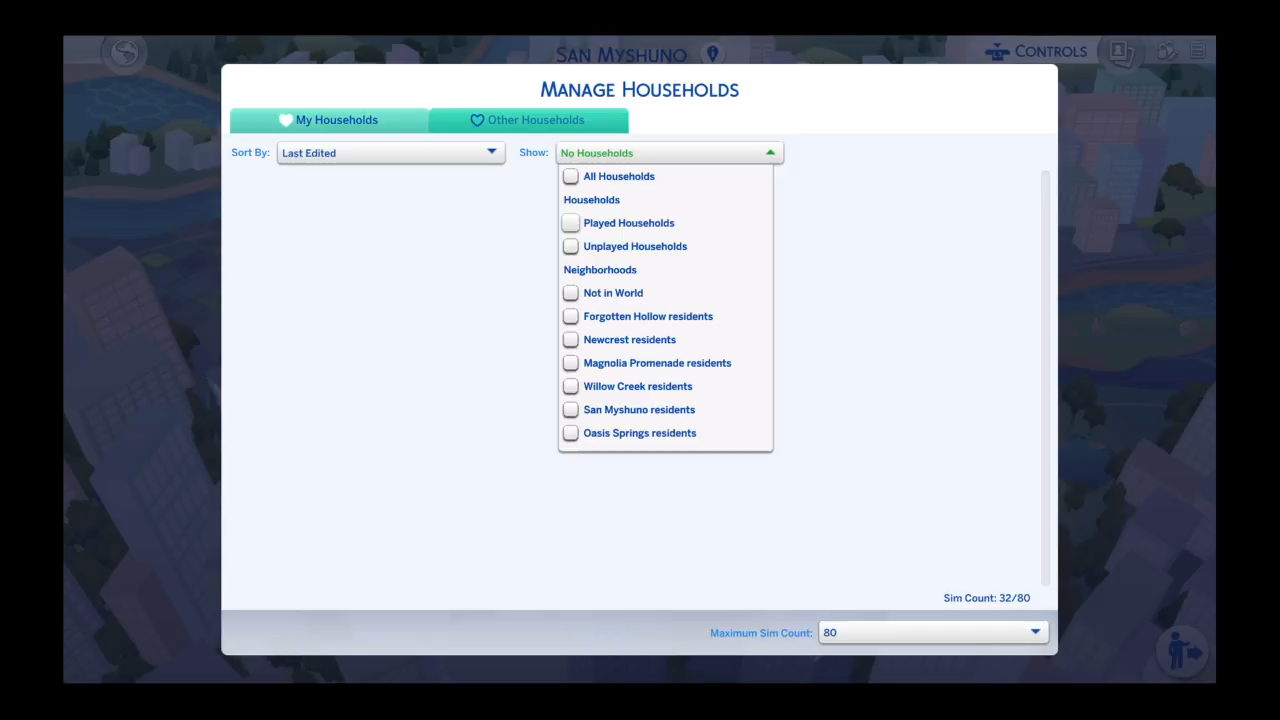 SAN MYSHUNO
CONTROLS
MANAGE HOUSEHOLDS
My Households
Other Households
Sort By: Last Edited
Show: No Households
All Households
Households
Played Households
Unplayed Households
Neighborhoods
Not in World
Forgotten Hollow residents
Newcrest residents
Magnolia Promenade residents
Willow Creek residents
San Myshuno residents
Oasis Springs residents
Sim Count: 32/80
Maximum Sim Count: 80